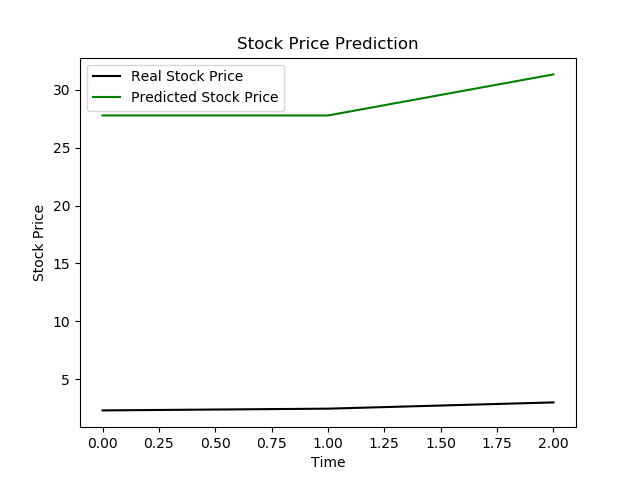 Stock Price Prediction
Real Stock Price
Predicted Stock Price
30
25
20
15
10
5
Stock Price
0.00 0.25 0.50 0.75 1.00 1.25 1.50 1.75 2.00
Time